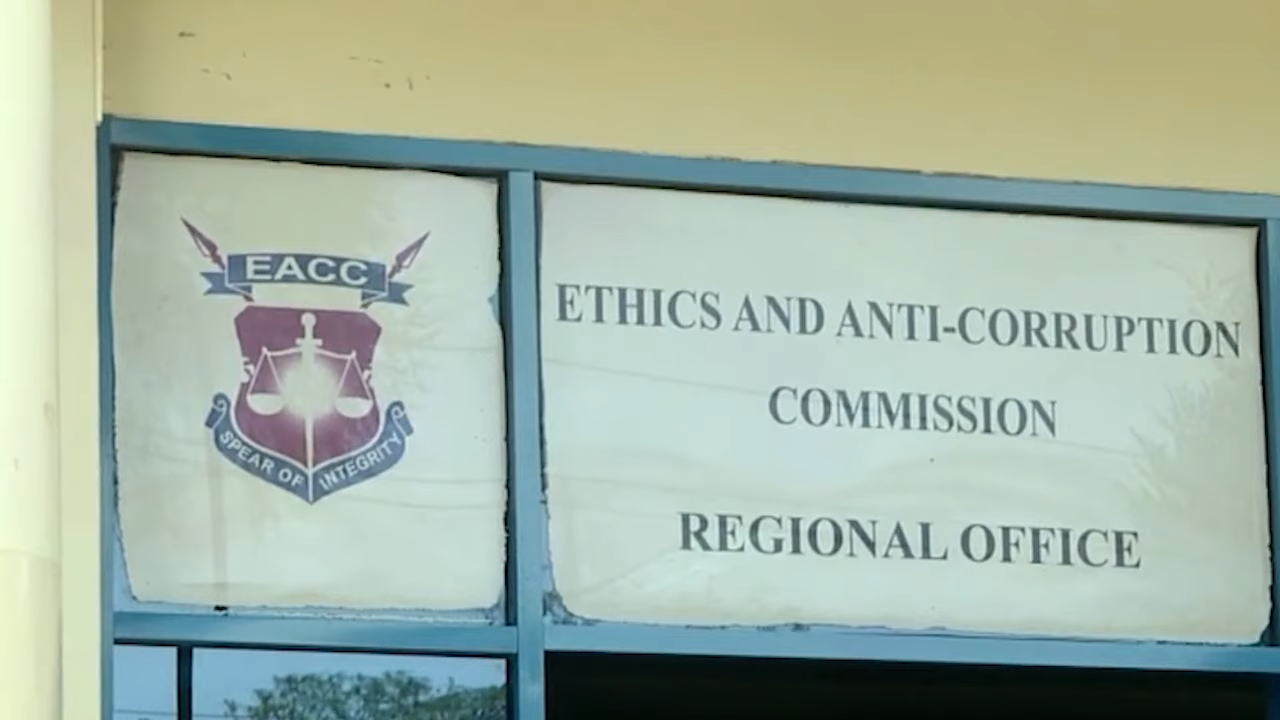 EACC
SPEAR OF INTEGRITY
ETHICS AND ANTI-CORRUPTION
COMMISSION
REGIONAL OFFICE